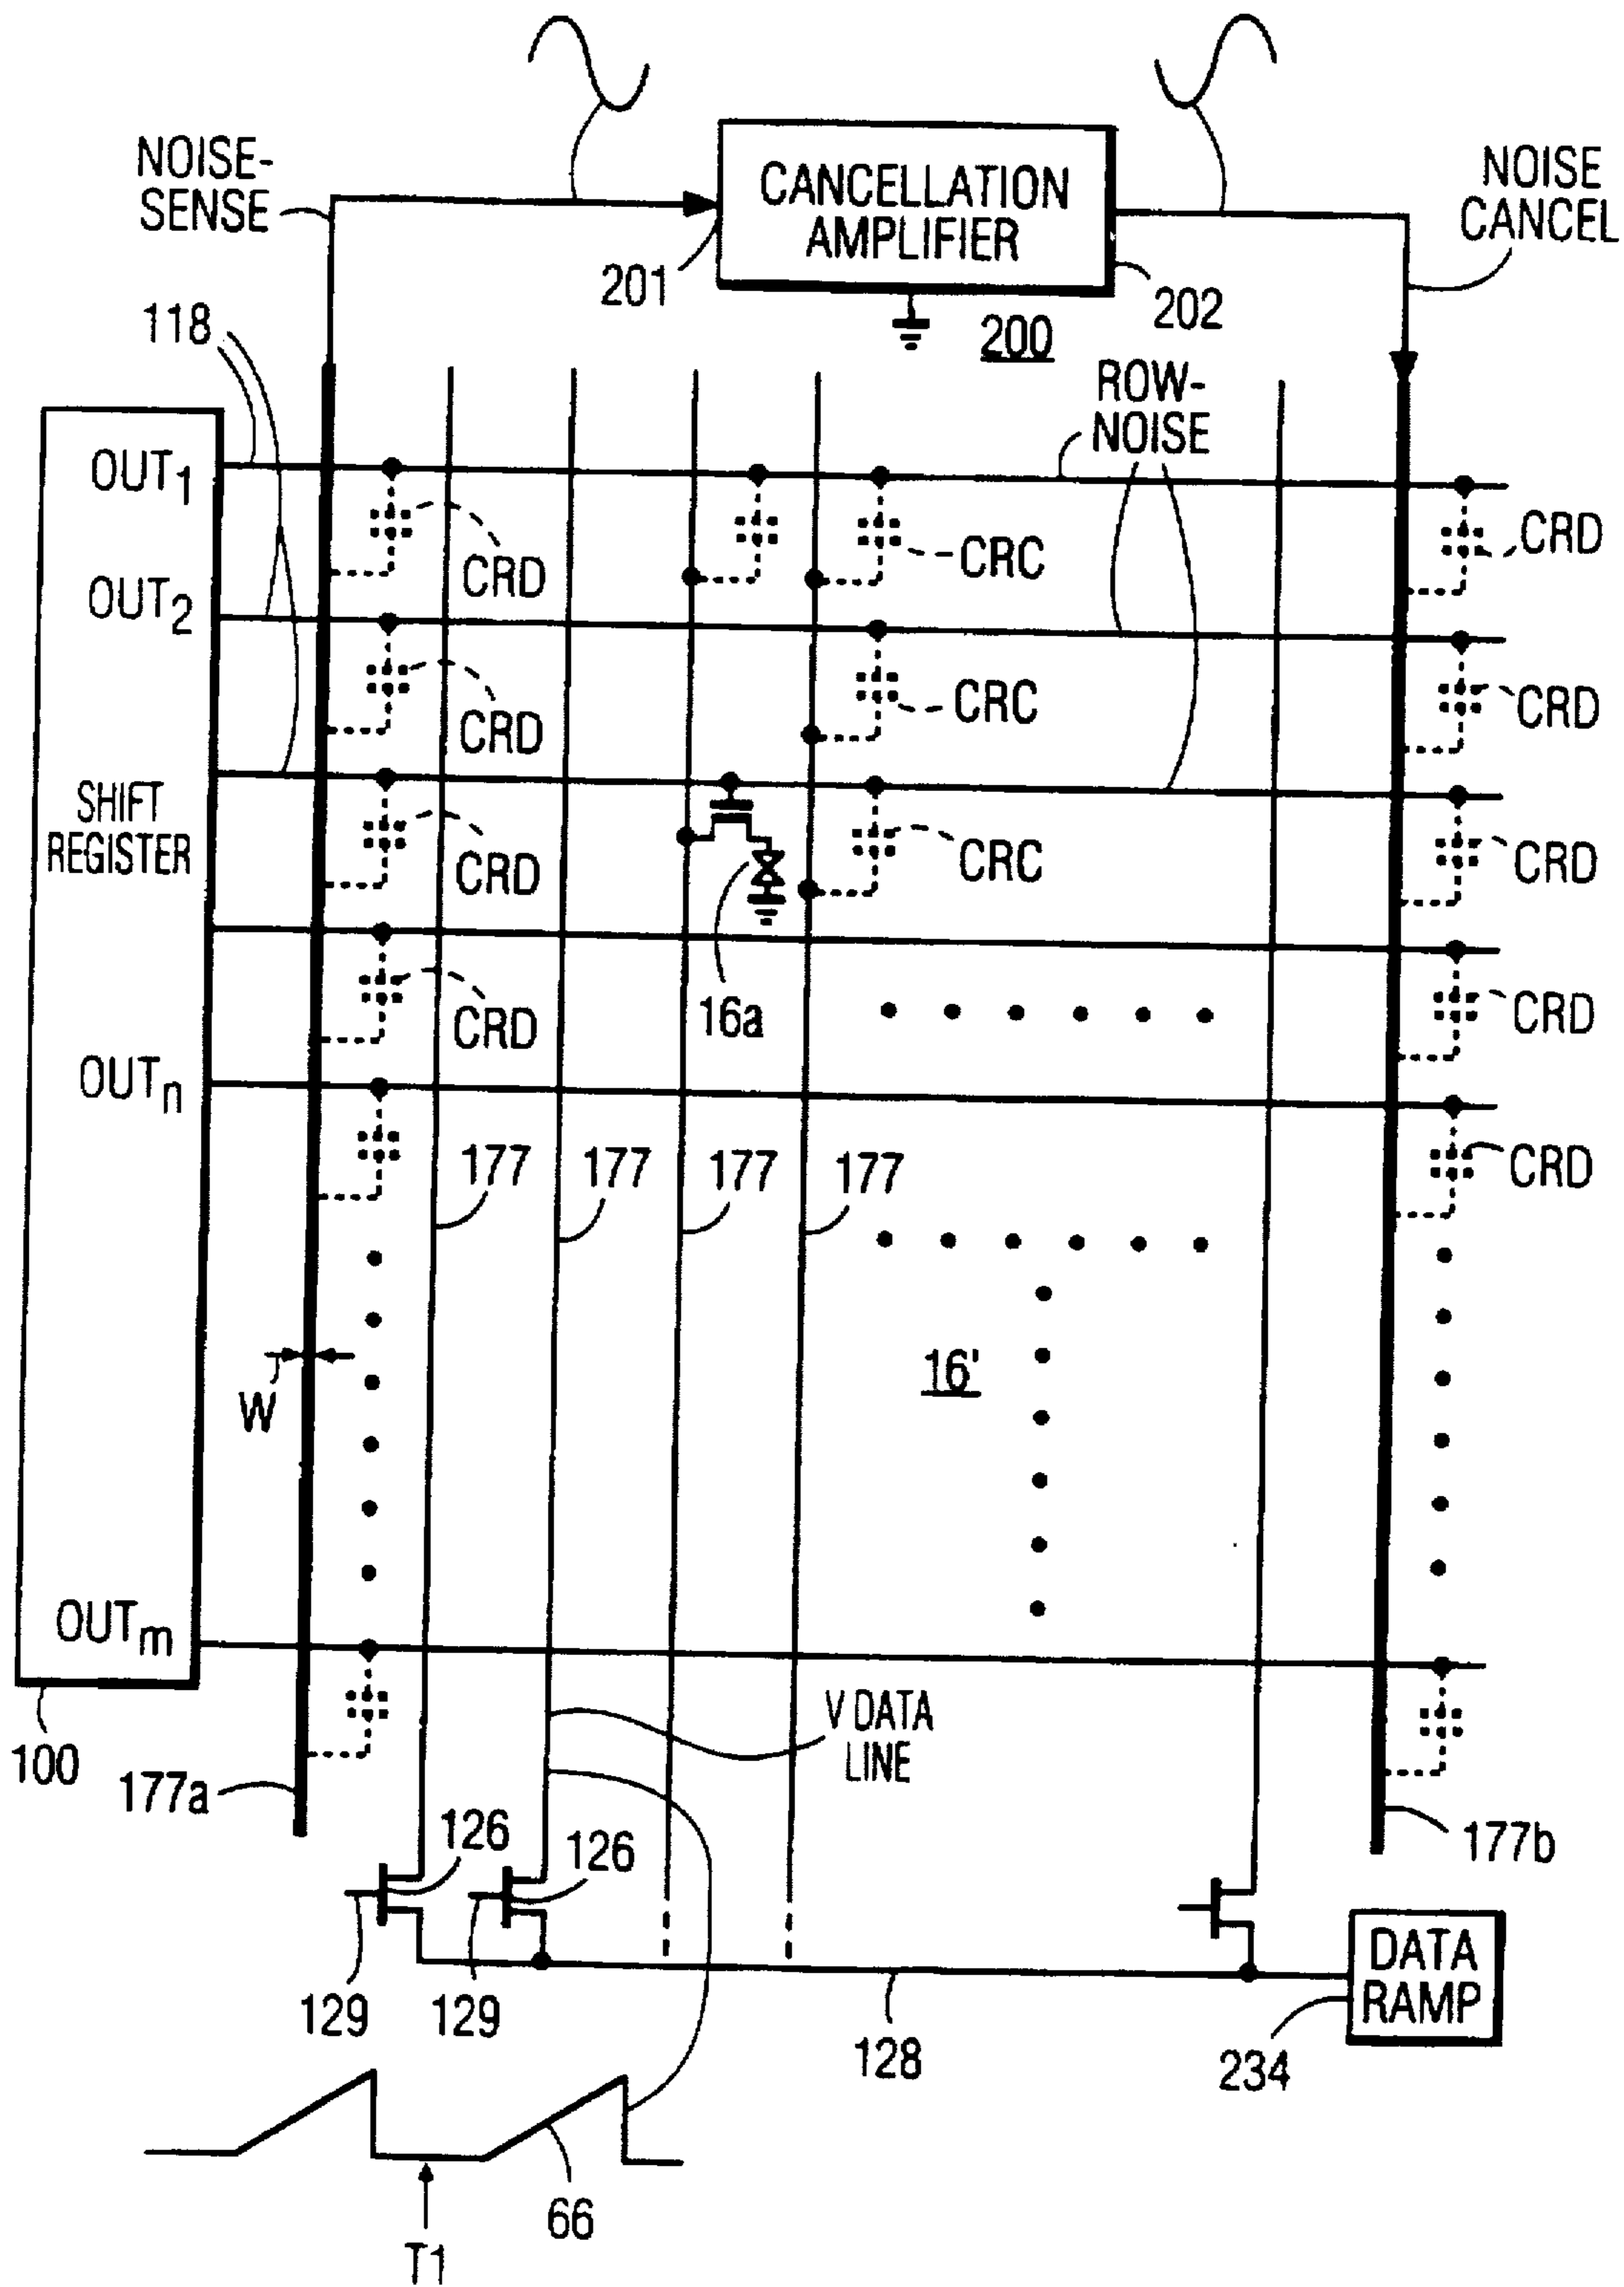 NOISE-
SENSE
CANCELLATION
AMPLIFIER
NOISE
CANCEL
201
202
200
118
ROW-
NOISE
OUT1
CRD
CRC
CRD
OUT2
CRD
CRC
CRD
SHIFT
REGISTER
CRD
CRC
CRD
16a
CRD
CRD
OUTn
177
177
177
177
CRD
W
16'
OUTm
V DATA
LINE
100
177a
126
126
177b
129
129
128
DATA
RAMP
234
66
T1